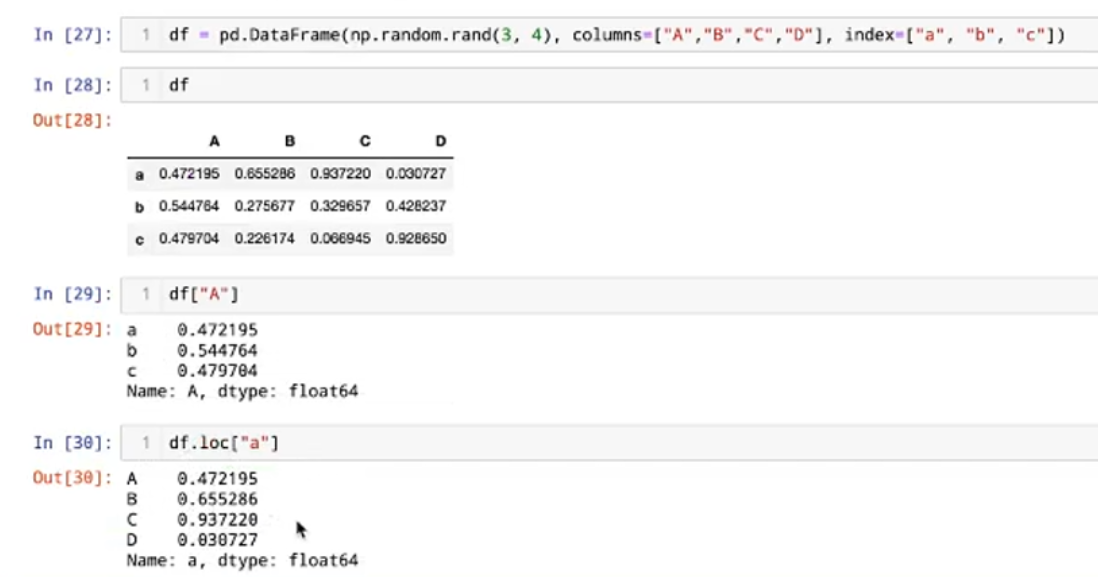 In [27]: 1 df = pd.DataFrame(np.random.rand(3, 4), columns=["A","B","C","D"], index=["a", "b", "c"])
In [28]: 1 df
Out[28]:
A B C D
a 0.472195 0.655286 0.937220 0.030727
b 0.544764 0.275677 0.329657 0.428237
c 0.479704 0.226174 0.066945 0.928650
In [29]: 1 df["A"]
Out[29]: a 0.472195
b 0.544764
c 0.479704
Name: A, dtype: float64
In [30]: 1 df.loc["a"]
Out[30]: A 0.472195
B 0.655286
C 0.937220
D 0.030727
Name: a, dtype: float64